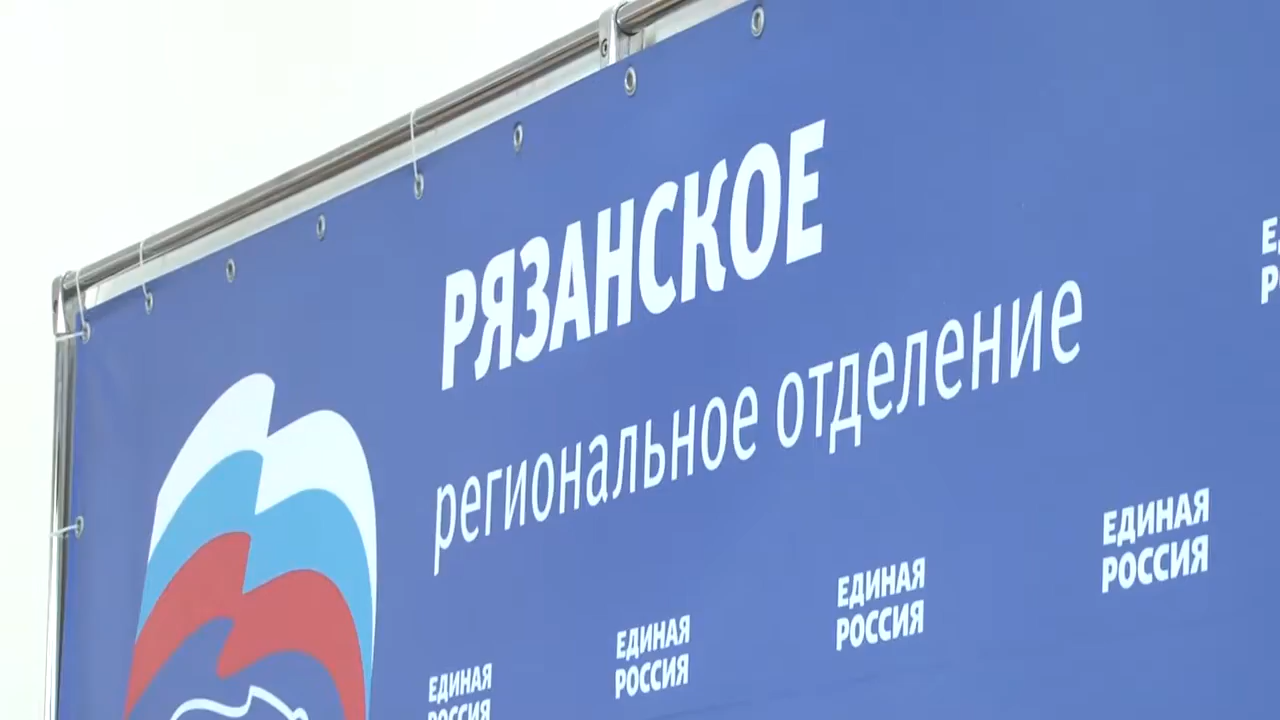 РЯЗАНСКОЕ
региональное отделение
ЕДИНАЯ
РОССИЯ
ЕДИНАЯ
РОССИЯ
ЕДИНАЯ
РОССИЯ
ЕДИНАЯ
РОССИЯ